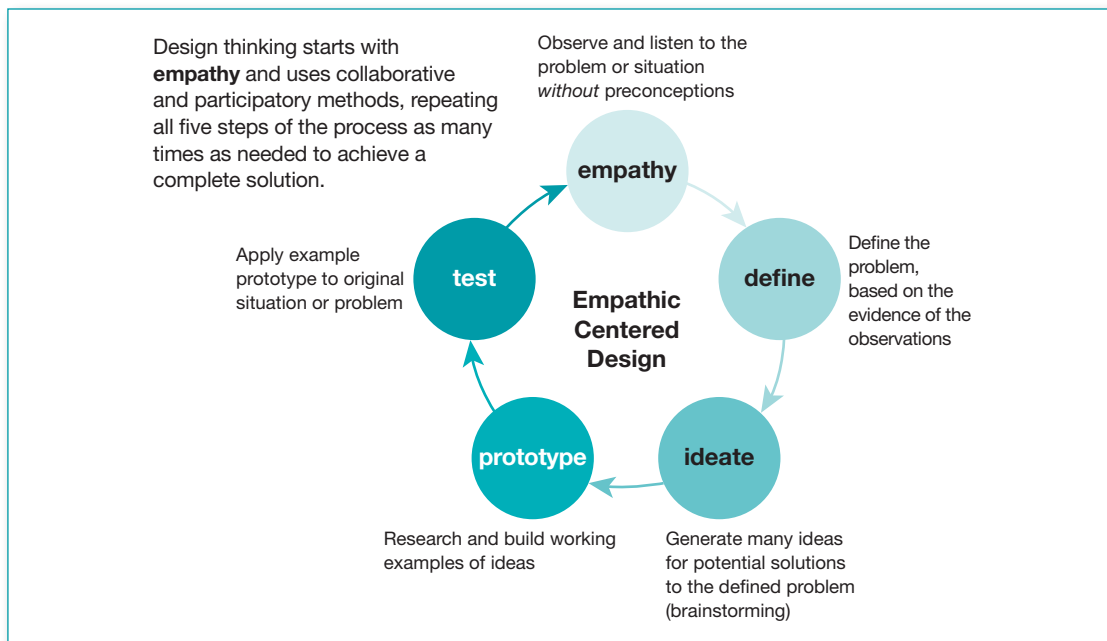 Design thinking starts with
empathy and uses collaborative
and participatory methods, repeating
all five steps of the process as many
times as needed to achieve a
complete solution.
Observe and listen to the
problem or situation
without preconceptions
empathy
define
Define the
problem,
based on the
evidence of the
observations
ideate
Generate many ideas
for potential solutions
to the defined problem
(brainstorming)
prototype
Research and build working
examples of ideas
test
Apply example
prototype to original
situation or problem
Empathic
Centered
Design